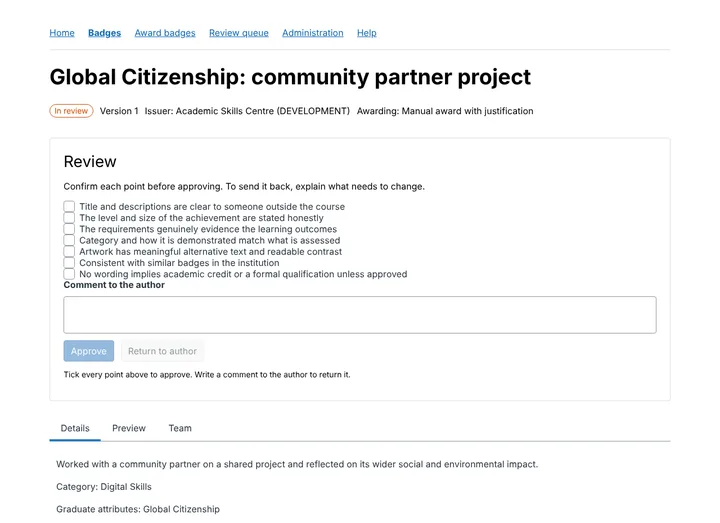 Home Badges Award badges Review queue Administration Help
Global Citizenship: community partner project
In review Version 1 Issuer: Academic Skills Centre (DEVELOPMENT) Awarding: Manual award with justification
Review
Confirm each point before approving. To send it back, explain what needs to change.
Title and descriptions are clear to someone outside the course
The level and size of the achievement are stated honestly
The requirements genuinely evidence the learning outcomes
Category and how it is demonstrated match what is assessed
Artwork has meaningful alternative text and readable contrast
Consistent with similar badges in the institution
No wording implies academic credit or a formal qualification unless approved
Comment to the author
Approve Return to author
Tick every point above to approve. Write a comment to the author to return it.
Details Preview Team
Worked with a community partner on a shared project and reflected on its wider social and environmental impact.
Category: Digital Skills
Graduate attributes: Global Citizenship